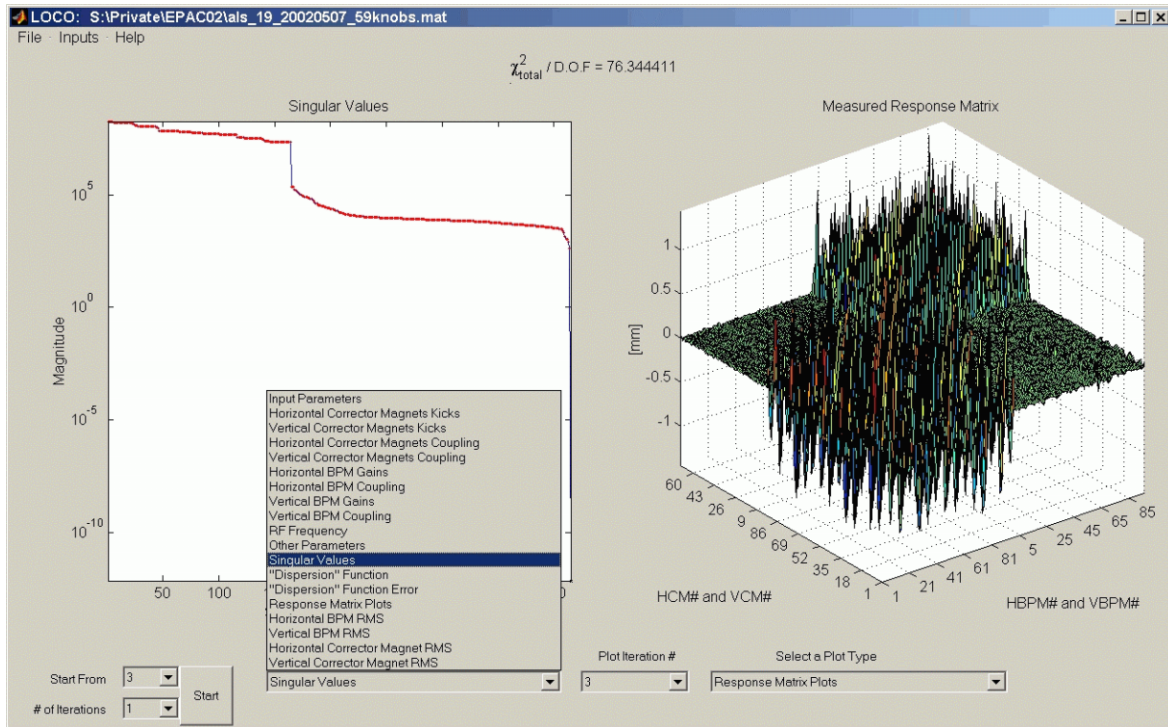 LOCO: S:\Private\EPAC02\als_19_20020507_59knobs.mat
File Inputs Help
χ²total / D.O.F = 76.344411
Singular Values
Magnitude
10^5
10^0
10^-5
10^-10
50
100
0
Measured Response Matrix
[mm]
1
0.5
0
-0.5
-1
60
43
26
9
86
69
52
35
18
1
1
21
41
61
81
5
25
45
65
85
HCM# and VCM#
HBPM# and VBPM#
Input Parameters
Horizontal Corrector Magnets Kicks
Vertical Corrector Magnets Kicks
Horizontal Corrector Magnets Coupling
Vertical Corrector Magnets Coupling
Horizontal BPM Gains
Horizontal BPM Coupling
Vertical BPM Gains
Vertical BPM Coupling
RF Frequency
Other Parameters
Singular Values
"Dispersion" Function
"Dispersion" Function Error
Response Matrix Plots
Horizontal BPM RMS
Vertical BPM RMS
Horizontal Corrector Magnet RMS
Vertical Corrector Magnet RMS
Start From
3
# of Iterations
1
Start
Singular Values
Plot Iteration #
3
Select a Plot Type
Response Matrix Plots